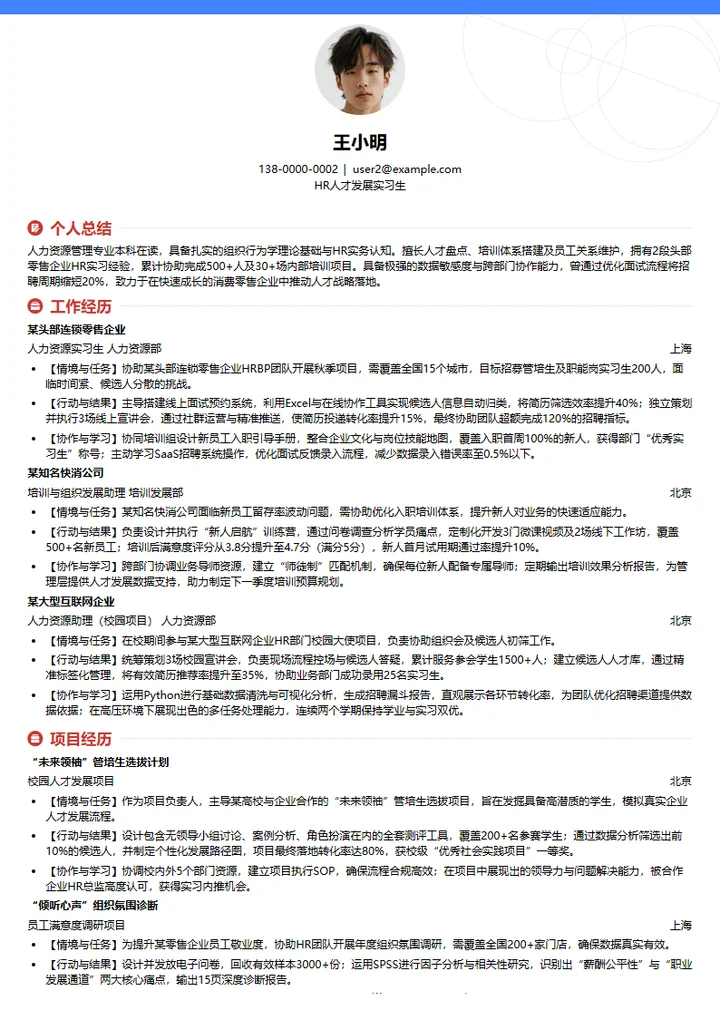 王小明
138-0000-0002 | user2@example.com
HR人才发展实习生
个人总结
人力资源管理专业本科在读，具备扎实的组织行为学理论基础与HR实务认知。擅长人才盘点、培训体系搭建及员工关系维护，拥有2段头部
零售企业HR实习经验，累计协助完成500+人及30+场内部培训项目。具备极强的数据敏感度与跨部门协作能力，曾通过优化面试流程将招
聘周期缩短20%，致力于在快速成长的消费零售企业中推动人才战略落地。
工作经历
某头部连锁零售企业
人力资源实习生 人力资源部 上海
• 【情境与任务】协助某头部连锁零售企业HRBP团队开展秋季项目，需覆盖全国15个城市，目标招募管培生及职能岗实习生200人，面
临时间紧、候选人分散的挑战。
• 【行动与结果】主导搭建线上面试预约系统，利用Excel与在线协作工具实现候选人信息自动归类，将简历筛选效率提升40%；独立策划
并执行3场线上宣讲会，通过社群运营与精准推送，使简历投递转化率提升15%，最终协助团队超额完成120%的招聘指标。
• 【协作与学习】协同培训组设计新员工入职引导手册，整合企业文化与岗位技能地图，覆盖入职首周100%的新人，获得部门“优秀实
习生”称号；主动学习SaaS招聘系统操作，优化面试反馈录入流程，减少数据录入错误率至0.5%以下。
某知名快消公司
培训与组织发展助理 培训发展部 北京
• 【情境与任务】某知名快消公司面临新员工留存率波动问题，需协助优化入职培训体系，提升新人对业务的快速适应能力。
• 【行动与结果】负责设计并执行“新人启航”训练营，通过问卷调查分析学员痛点，定制化开发3门微课视频及2场线下工作坊，覆盖
500+名新员工；培训后满意度评分从3.8分提升至4.7分（满分5分），新人首月试用期通过率提升10%。
• 【协作与学习】跨部门协调业务导师资源，建立“师徒制”匹配机制，确保每位新人配备专属导师；定期输出培训效果分析报告，为管
理层提供人才发展数据支持，助力制定下一季度培训预算规划。
某大型互联网企业
人力资源助理（校园项目） 人力资源部 北京
• 【情境与任务】在校期间参与某大型互联网企业HR部门校园大使项目，负责协助组织会及候选人初筛工作。
• 【行动与结果】统筹策划3场校园宣讲会，负责现场流程控场与候选人答疑，累计服务参会学生1500+人；建立候选人人才库，通过精
准标签化管理，将有效简历推荐率提升至35%，协助业务部门成功录用25名实习生。
• 【协作与学习】运用Python进行基础数据清洗与可视化分析，生成招聘漏斗报告，直观展示各环节转化率，为团队优化招聘渠道提供数
据依据；在高压环境下展现出色的多任务处理能力，连续两个学期保持学业与实习双优。
项目经历
“未来领袖”管培生选拔计划
校园人才发展项目 北京
• 【情境与任务】作为项目负责人，主导某高校与企业合作的“未来领袖”管培生选拔项目，旨在发掘具备高潜质的学生，模拟真实企业
人才发展流程。
• 【行动与结果】设计包含无领导小组讨论、案例分析、角色扮演在内的全套测评工具，覆盖200+名参赛学生；通过数据分析筛选出前
10%的候选人，并制定个性化发展路径图，项目最终落地转化率达80%，获校级“优秀社会实践项目”一等奖。
• 【协作与学习】协调校内外5个部门资源，建立项目执行SOP，确保流程合规高效；在项目中展现出的领导力与问题解决能力，被合作
企业HR总监高度认可，获得实习内推机会。
“倾听心声”组织氛围诊断
员工满意度调研项目 上海
• 【情境与任务】为提升某零售企业员工敬业度，协助HR团队开展年度组织氛围调研，需覆盖全国200+家门店，确保数据真实有效。
• 【行动与结果】设计并发放电子问卷，回收有效样本3000+份；运用SPSS进行因子分析与相关性研究，识别出“薪酬公平性”与“职业
发展通道”两大核心痛点，输出15页深度诊断报告。